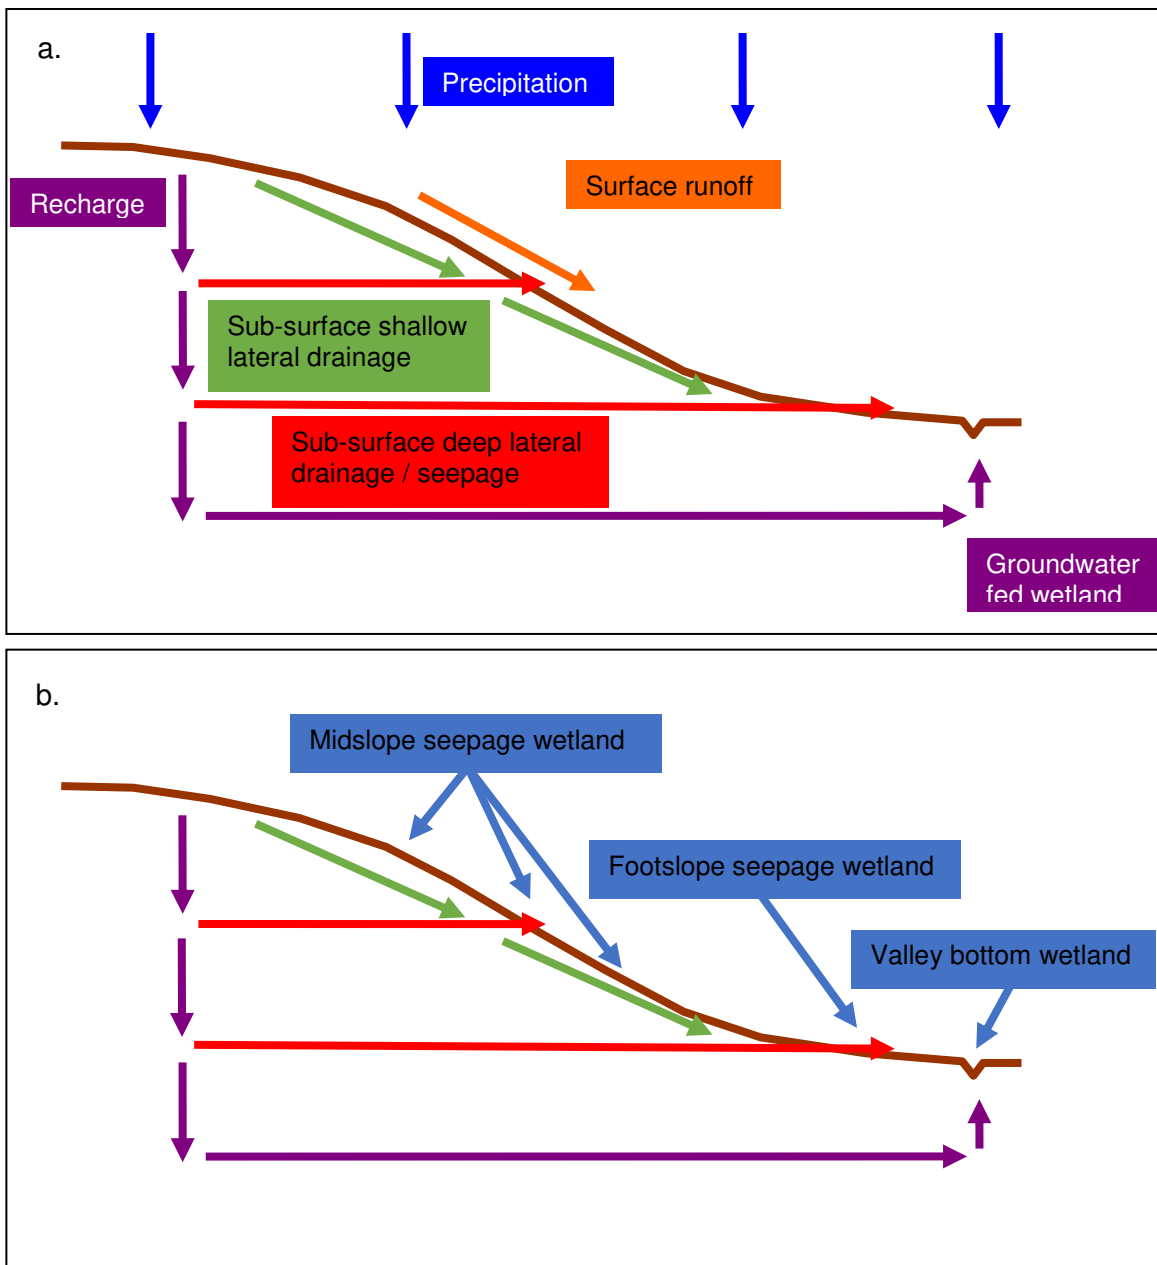 a.
Precipitation
Surface runoff
Recharge
Sub-surface shallow
lateral drainage
Sub-surface deep lateral
drainage / seepage
Groundwater
fed wetland
b.
Midslope seepage wetland
Footslope seepage wetland
Valley bottom wetland